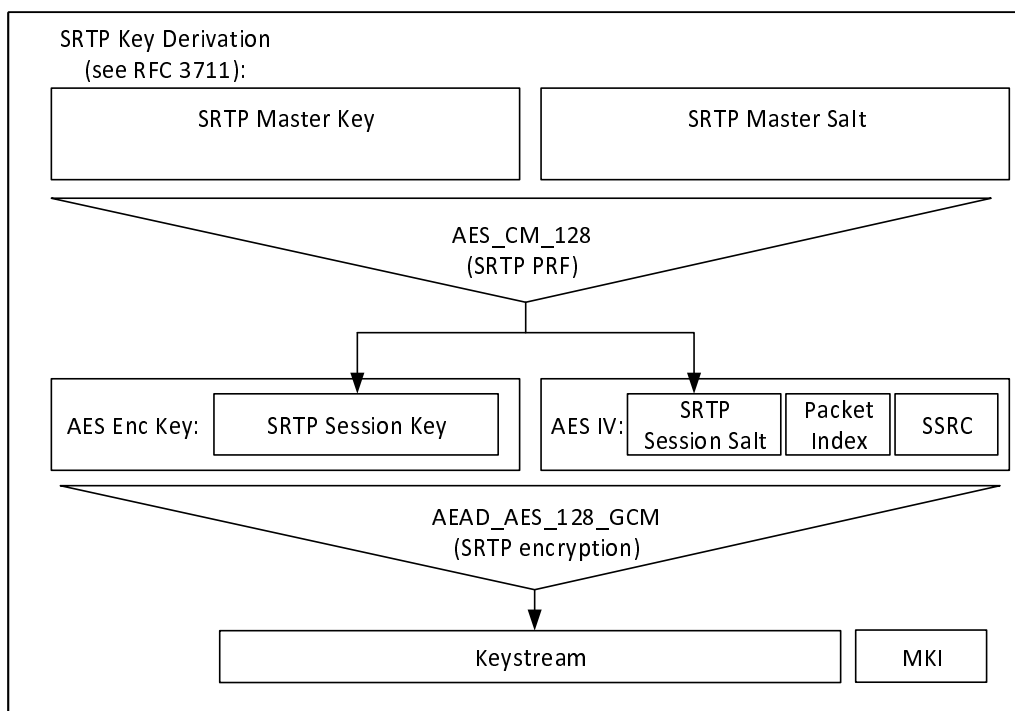 SRTP Key Derivation
(see RFC 3711):
SRTP Master Key
SRTP Master Salt
AES_CM_128
(SRTP PRF)
AES Enc Key:
SRTP Session Key
AES IV:
SRTP
Session Salt
Packet
Index
SSRC
AEAD_AES_128_GCM
(SRTP encryption)
Keystream
MKI